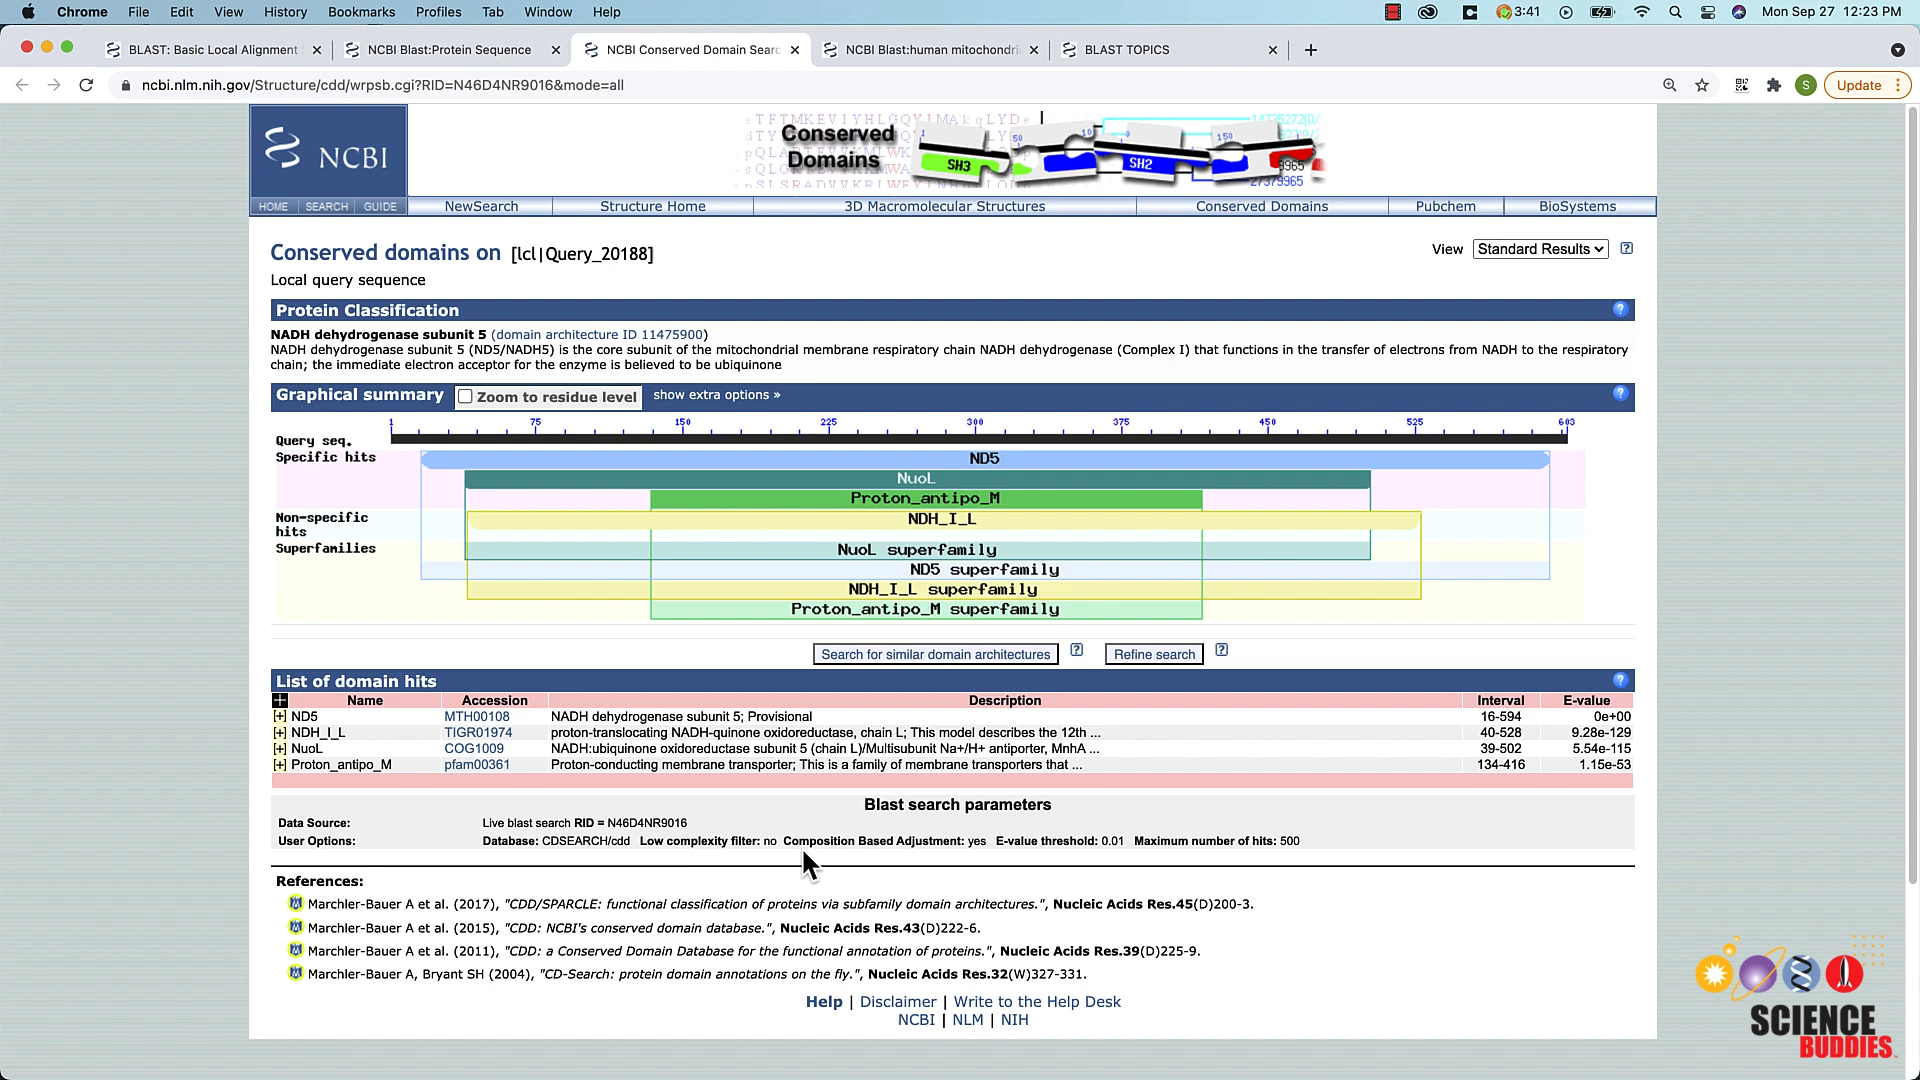 Chrome File Edit View History Bookmarks Profiles Tab Window Help 3:41 Mon Sep 27 12:23 PM
BLAST: Basic Local Alignment NCBI Blast:Protein Sequence NCBI Conserved Domain Searc NCBI Blast:human mitochondri BLAST TOPICS
ncbi.nlm.nih.gov/Structure/cdd/wrpsb.cgi?RID=N46D4NR9016&mode=all S Update
NCBI
Conserved
Domains
SH3 SH2
27379965
HOME SEARCH GUIDE NewSearch Structure Home 3D Macromolecular Structures Conserved Domains Pubchem BioSystems
Conserved domains on [lcl|Query_20188]
View Standard Results ?
Local query sequence
Protein Classification ?
NADH dehydrogenase subunit 5 (domain architecture ID 11475900)
NADH dehydrogenase subunit 5 (ND5/NADH5) is the core subunit of the mitochondrial membrane respiratory chain NADH dehydrogenase (Complex I) that functions in the transfer of electrons from NADH to the respiratory
chain; the immediate electron acceptor for the enzyme is believed to be ubiquinone
Graphical summary Zoom to residue level show extra options » ?
1 75 150 225 300 375 450 525 603
Query seq.
Specific hits ND5
NuoL
Proton_antipo_M
Non-specific NDH_I_L
hits
Superfamilies NuoL superfamily
ND5 superfamily
NDH_I_L superfamily
Proton_antipo_M superfamily
Search for similar domain architectures ? Refine search ?
List of domain hits ?
+ Name Accession Description Interval E-value
[+] ND5 MTH00108 NADH dehydrogenase subunit 5; Provisional 16-594 0e+00
[+] NDH_I_L TIGR01974 proton-translocating NADH-quinone oxidoreductase, chain L; This model describes the 12th ... 40-528 9.28e-129
[+] NuoL COG1009 NADH:ubiquinone oxidoreductase subunit 5 (chain L)/Multisubunit Na+/H+ antiporter, MnhA ... 39-502 5.54e-115
[+] Proton_antipo_M pfam00361 Proton-conducting membrane transporter; This is a family of membrane transporters that ... 134-416 1.15e-53
Blast search parameters
Data Source: Live blast search RID = N46D4NR9016
User Options: Database: CDSEARCH/cdd Low complexity filter: no Composition Based Adjustment: yes E-value threshold: 0.01 Maximum number of hits: 500
References:
Marchler-Bauer A et al. (2017), "CDD/SPARCLE: functional classification of proteins via subfamily domain architectures.", Nucleic Acids Res.45(D)200-3.
Marchler-Bauer A et al. (2015), "CDD: NCBI's conserved domain database.", Nucleic Acids Res.43(D)222-6.
Marchler-Bauer A et al. (2011), "CDD: a Conserved Domain Database for the functional annotation of proteins.", Nucleic Acids Res.39(D)225-9.
Marchler-Bauer A, Bryant SH (2004), "CD-Search: protein domain annotations on the fly.", Nucleic Acids Res.32(W)327-331.
Help | Disclaimer | Write to the Help Desk
NCBI | NLM | NIH
SCIENCE
BUDDIES